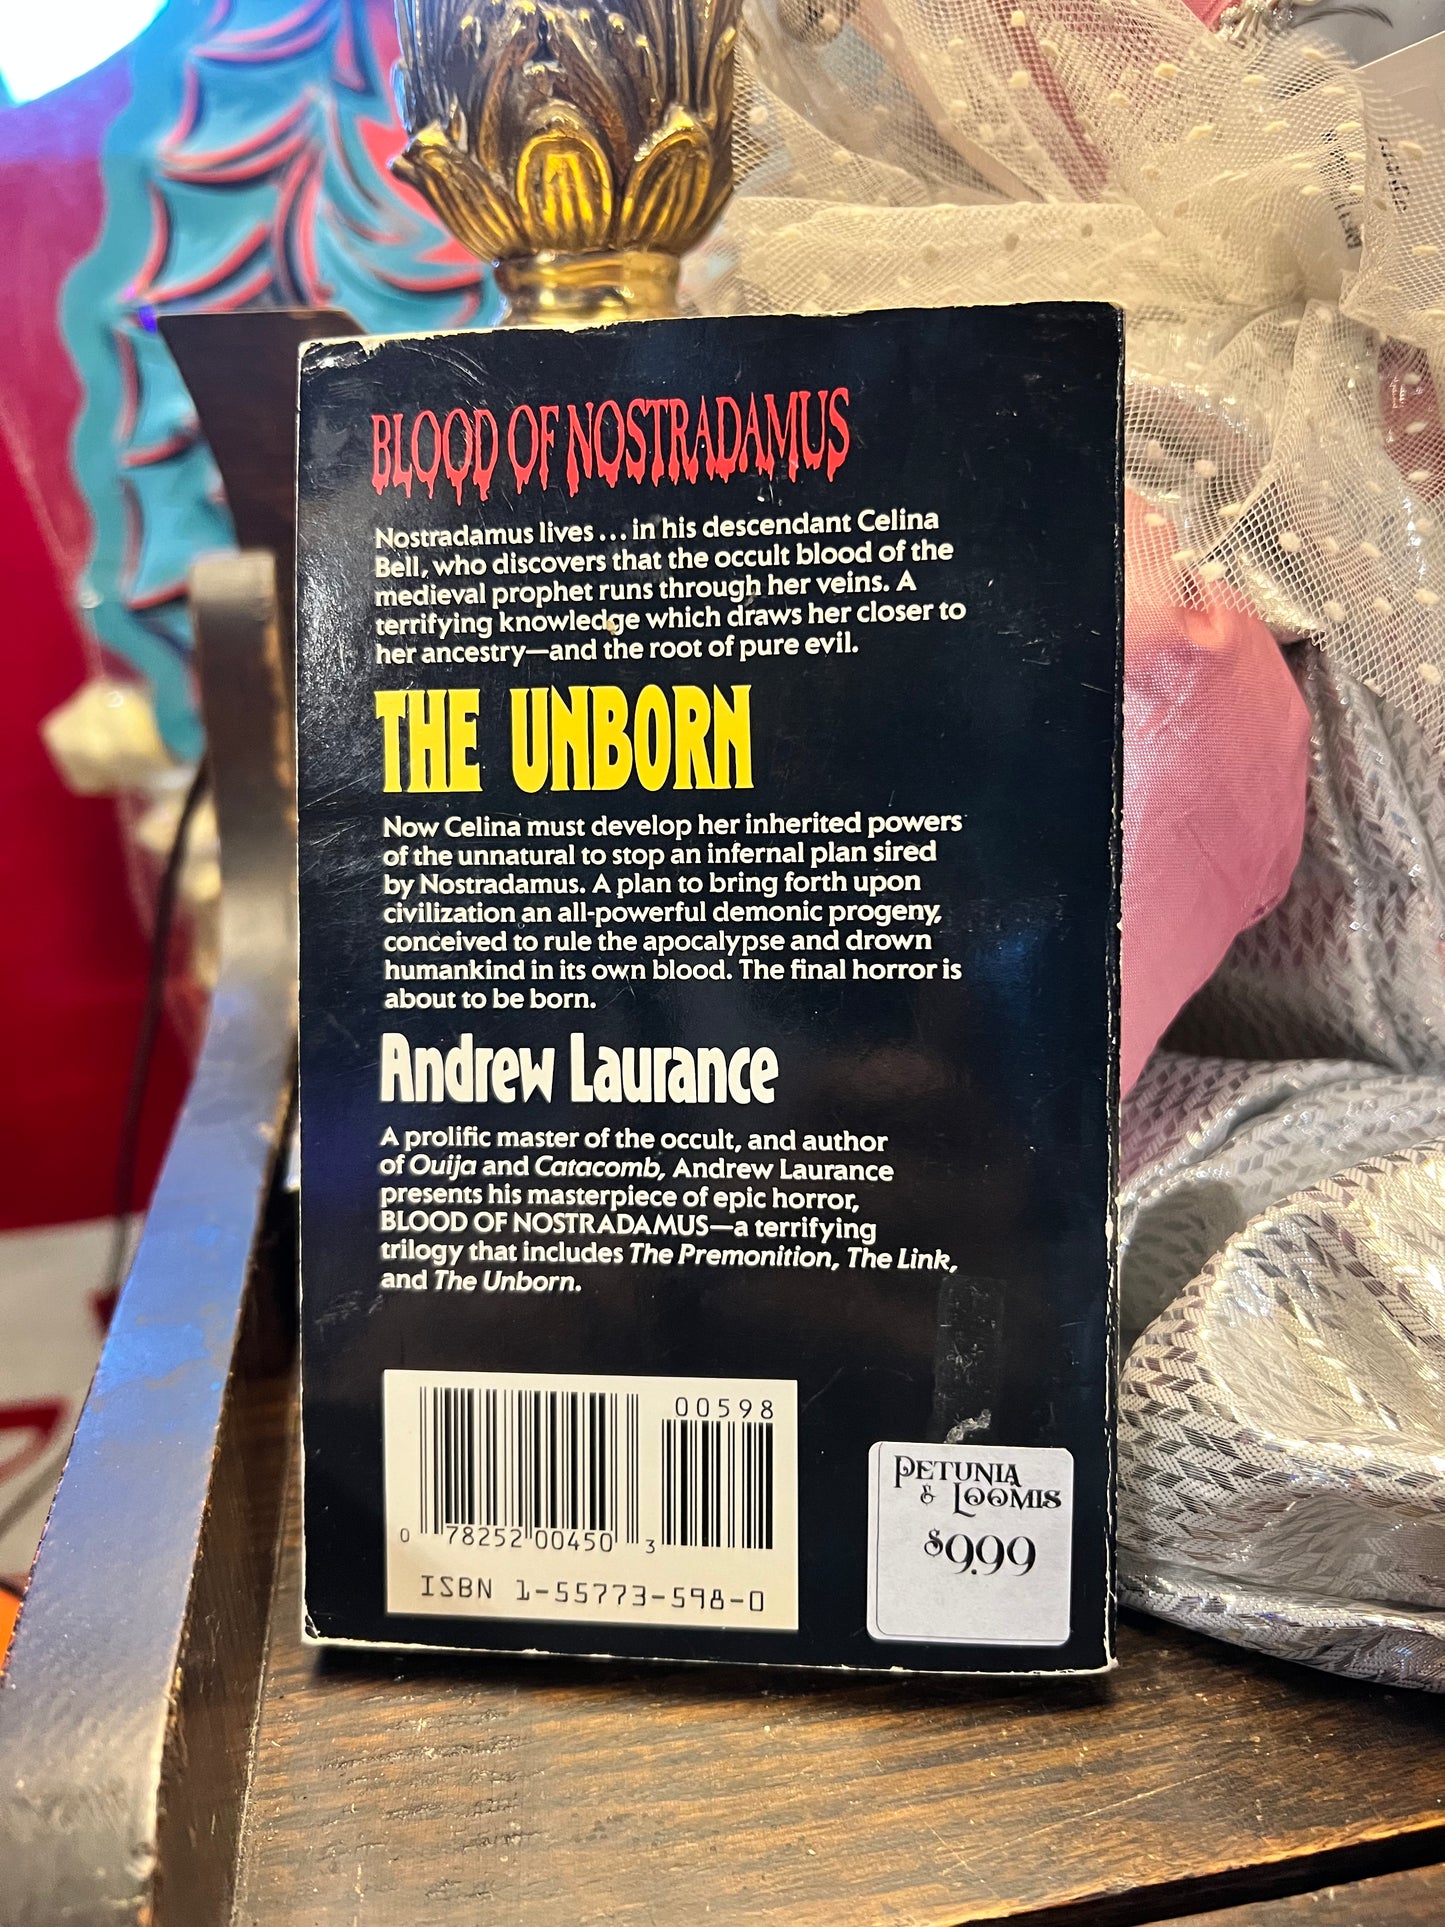 BLOOD OF NOSTRADAMUS
Nostradamus lives... in his descendant Celina
Bell, who discovers that the occult blood of the
medieval prophet runs through her veins. A
terrifying knowledge which draws her closer to
her ancestry—and the root of pure evil.
THE UNBORN
Now Celina must develop her inherited powers
of the unnatural to stop an infernal plan sired
by Nostradamus. A plan to bring forth upon
civilization an all-powerful demonic progeny,
conceived to rule the apocalypse and drown
humankind in its own blood. The final horror is
about to be born.
Andrew Laurance
A prolific master of the occult, and author
of Ouija and Catacomb, Andrew Laurance
presents his masterpiece of epic horror,
BLOOD OF NOSTRADAMUS—a terrifying
trilogy that includes The Premonition, The Link,
and The Unborn.
00598
0 78252 00450 3
ISBN 1-55773-598-0
PETUNIA
& LOOMIS
$9.99